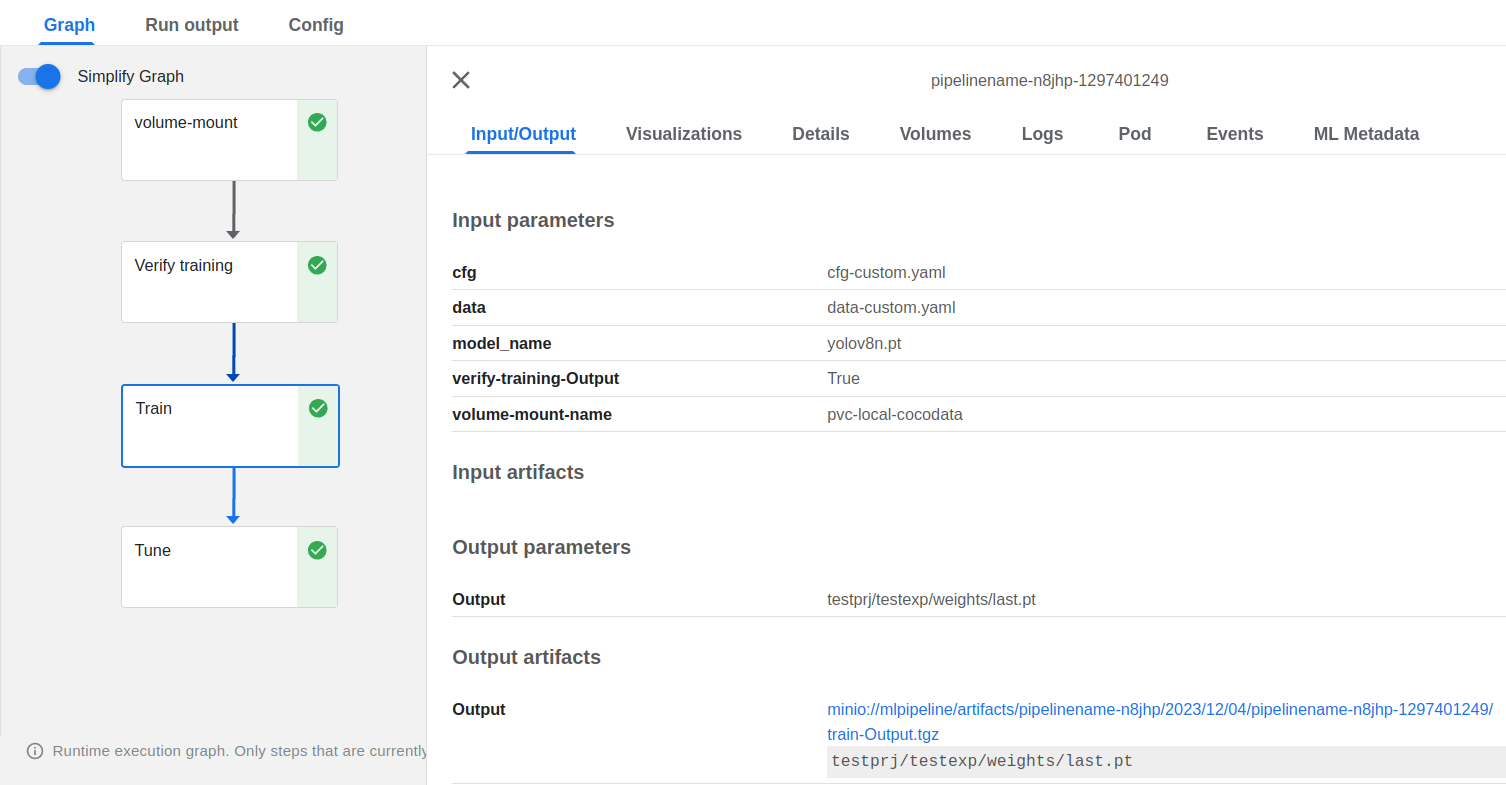 Graph Run output Config
Simplify Graph
volume-mount
Verify training
Train
Tune
Runtime execution graph. Only steps that are currently
pipelinename-n8jhp-1297401249
Input/Output Visualizations Details Volumes Logs Pod Events ML Metadata
Input parameters
cfg cfg-custom.yaml
data data-custom.yaml
model_name yolov8n.pt
verify-training-Output True
volume-mount-name pvc-local-cocodata
Input artifacts
Output parameters
Output testprj/testexp/weights/last.pt
Output artifacts
Output minio://mlpipeline/artifacts/pipelinename-n8jhp/2023/12/04/pipelinename-n8jhp-1297401249/
train-Output.tgz
testprj/testexp/weights/last.pt